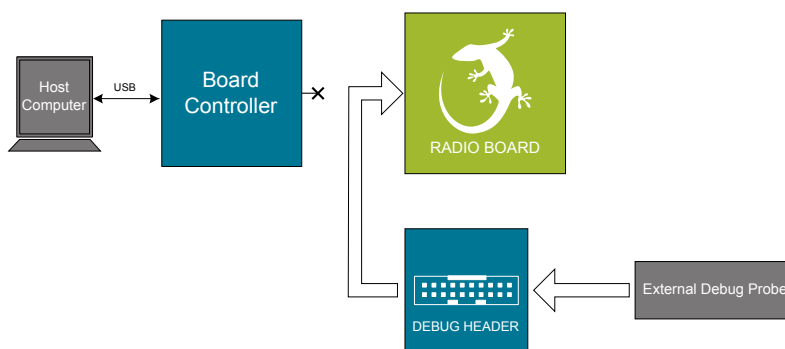 Host
Computer
USB
Board
Controller
RADIO BOARD
DEBUG HEADER
External Debug Probe